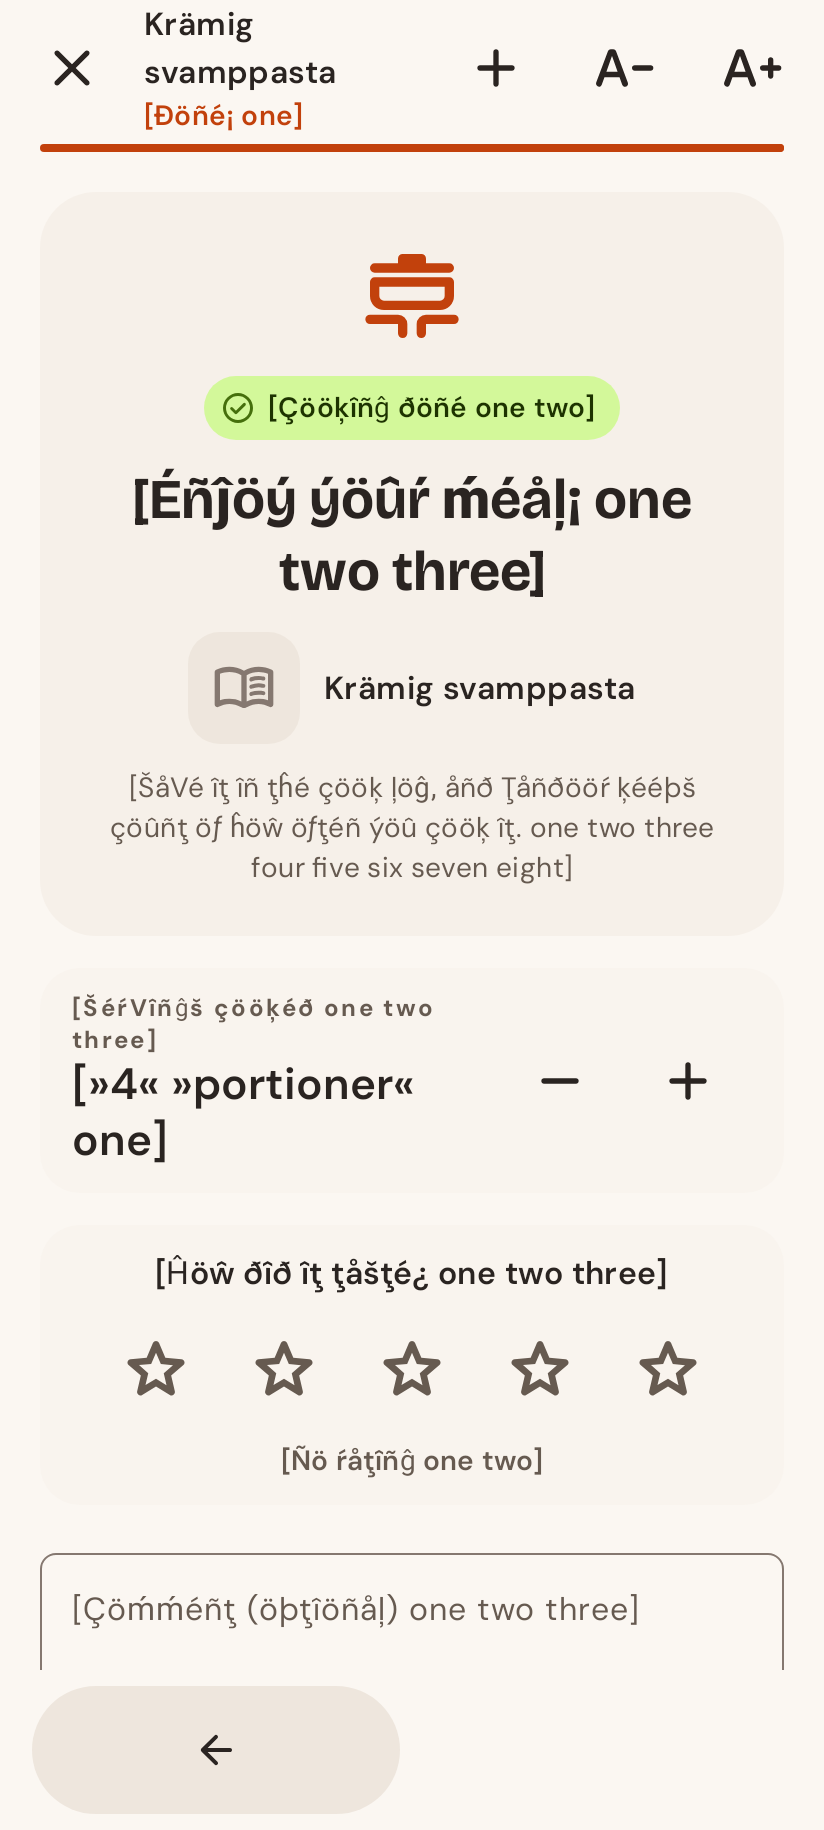 Krämig
svamppasta
[Ðöñé¡ one]
A−
A+
[Çööķîñĝ ðöñé one two]
[Éñĵöý ýöûŕ ḿéåļ¡ one
two three]
Krämig svamppasta
[ŠåVé îţ îñ ţĥé çööķ ļöĝ, åñð Ţåñðööŕ ķééþš
çöûñţ öƒ ĥöŵ öƒţéñ ýöû çööķ îţ. one two three
four five six seven eight]
[ŠéŕVîñĝš çööķéð one two
three]
[»4« »portioner«
one]
[Ĥöŵ ðîð îţ ţåšţé¿ one two three]
[Ñö ŕåţîñĝ one two]
[Çöḿḿéñţ (öþţîöñåļ) one two three]